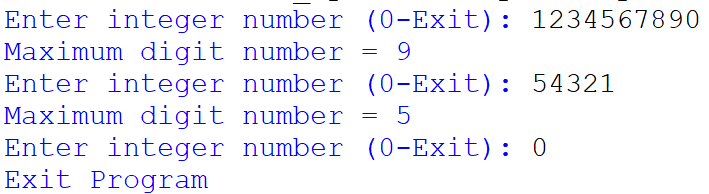 Enter integer number (0-Exit): 1234567890
Maximum digit number = 9
Enter integer number (0-Exit): 54321
Maximum digit number = 5
Enter integer number (0-Exit): 0
Exit Program